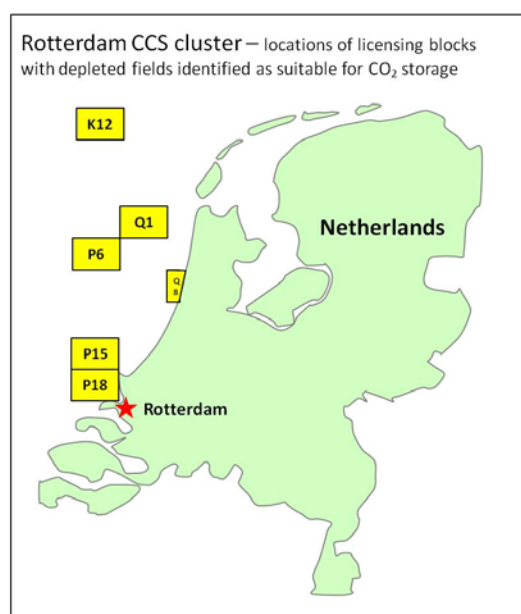 Rotterdam CCS cluster – locations of licensing blocks
with depleted fields identified as suitable for CO₂ storage
K12
Q1
Netherlands
P6
Q
8
P15
P18
Rotterdam